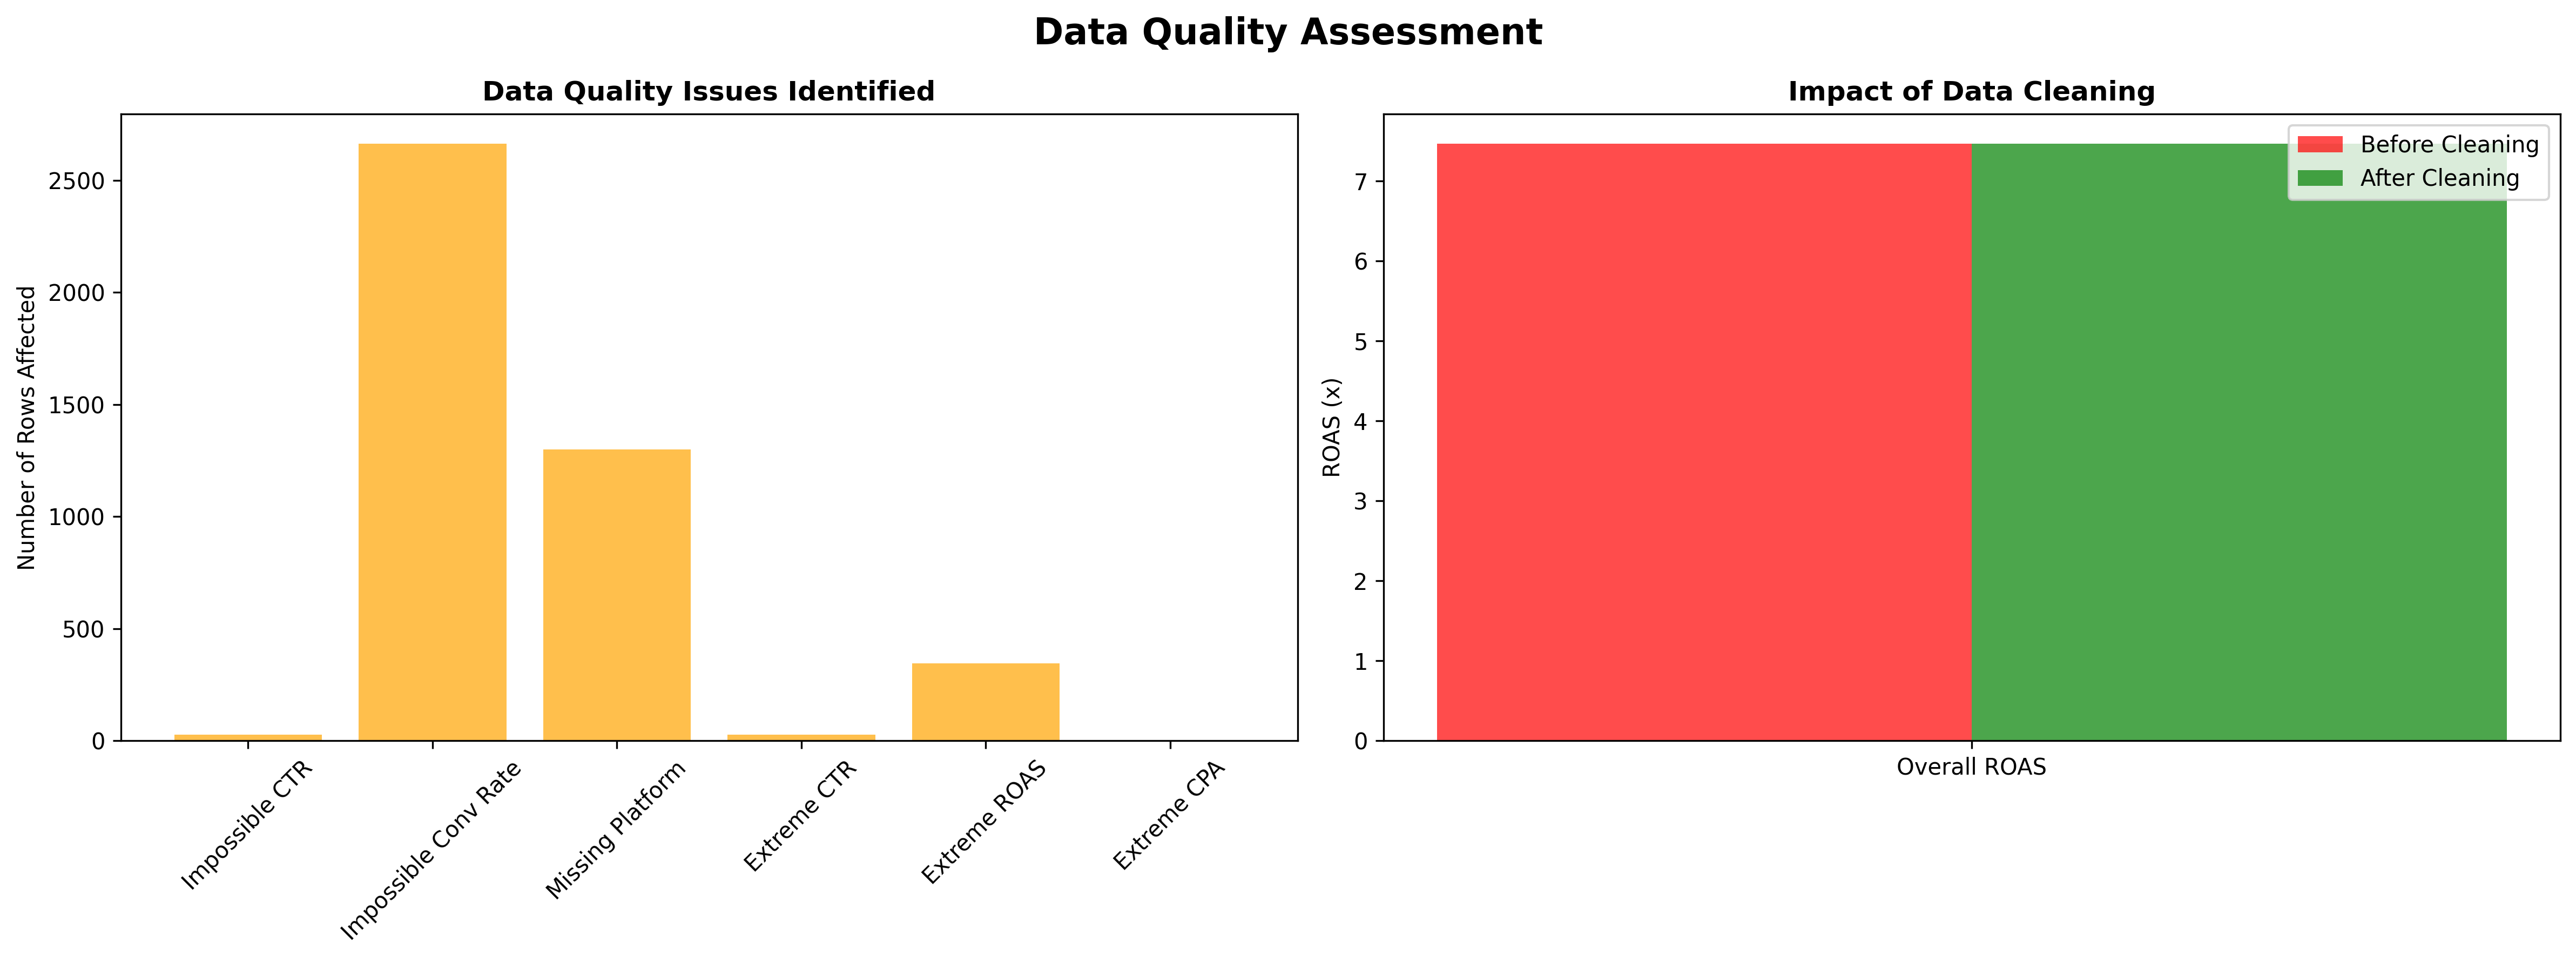 Data Quality Assessment
Data Quality Issues Identified
Number of Rows Affected
2500
2000
1500
1000
500
0
Impossible CTR
Impossible Conv Rate
Missing Platform
Extreme CTR
Extreme ROAS
Extreme CPA
Impact of Data Cleaning
ROAS (x)
7
6
5
4
3
2
1
0
Overall ROAS
Before Cleaning
After Cleaning